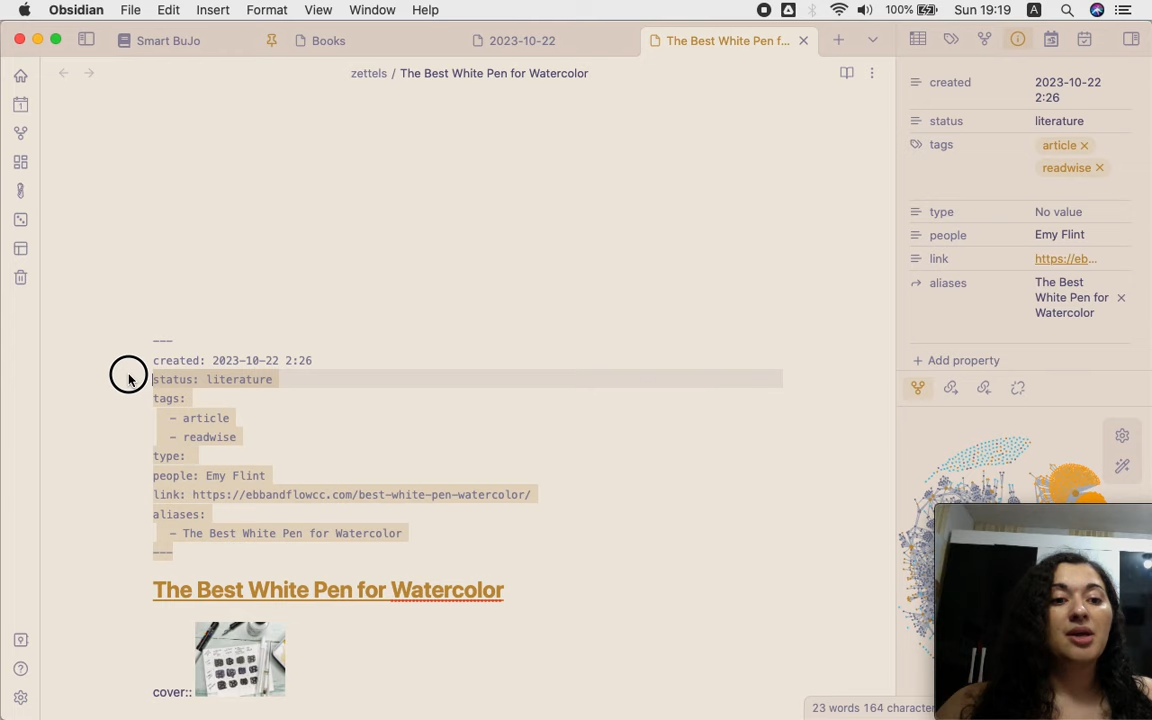 Obsidian File Edit Insert Format View Window Help 100% Sun 19:19 A
Smart BuJo Books 2023-10-22 The Best White Pen f...
zettels / The Best White Pen for Watercolor
---
created: 2023-10-22 2:26
status: literature
tags:
- article
- readwise
type:
people: Emy Flint
link: https://ebbandflowcc.com/best-white-pen-watercolor/
aliases:
- The Best White Pen for Watercolor
---
The Best White Pen for Watercolor
cover::
created 2023-10-22
2:26
status literature
tags article
readwise
type No value
people Emy Flint
link https://eb...
aliases The Best
White Pen for
Watercolor
+ Add property
23 words 164 character